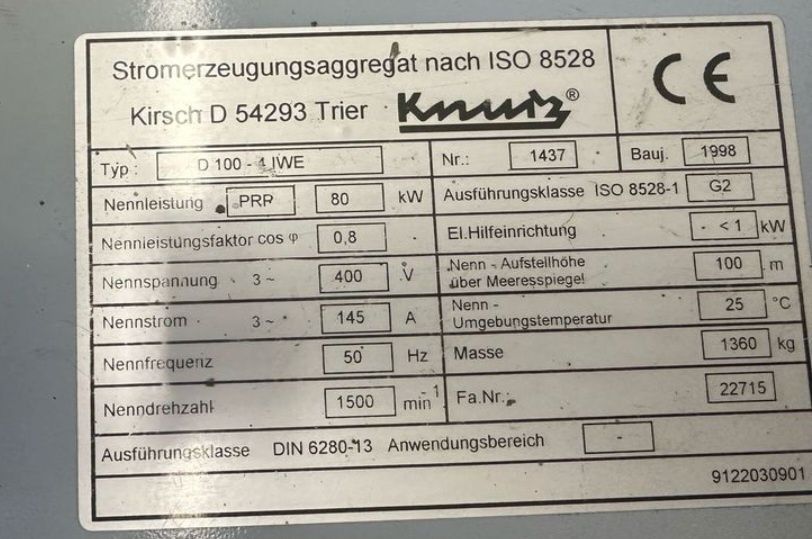 Stromerzeugungsaggregat nach ISO 8528
Kirsch D 54293 Trier Knurz®
CE
Typ : D 100 - 4 IWE Nr.: 1437 Bauj. 1998
Nennleistung PRP 80 kW Ausführungsklasse ISO 8528-1 G2
Nennleistungsfaktor cos φ 0,8 El.Hilfeinrichtung < 1 kW
Nennspannung 3 ~ 400 V Nenn - Aufstellhöhe über Meeresspiegel 100 m
Nennstrom 3 ~ 145 A Nenn - Umgebungstemperatur 25 °C
Nennfrequenz 50 Hz Masse 1360 kg
Nenndrehzahl 1500 min-1 Fa.Nr.: 22715
Ausführungsklasse DIN 6280-13 Anwendungsbereich -
9122030901